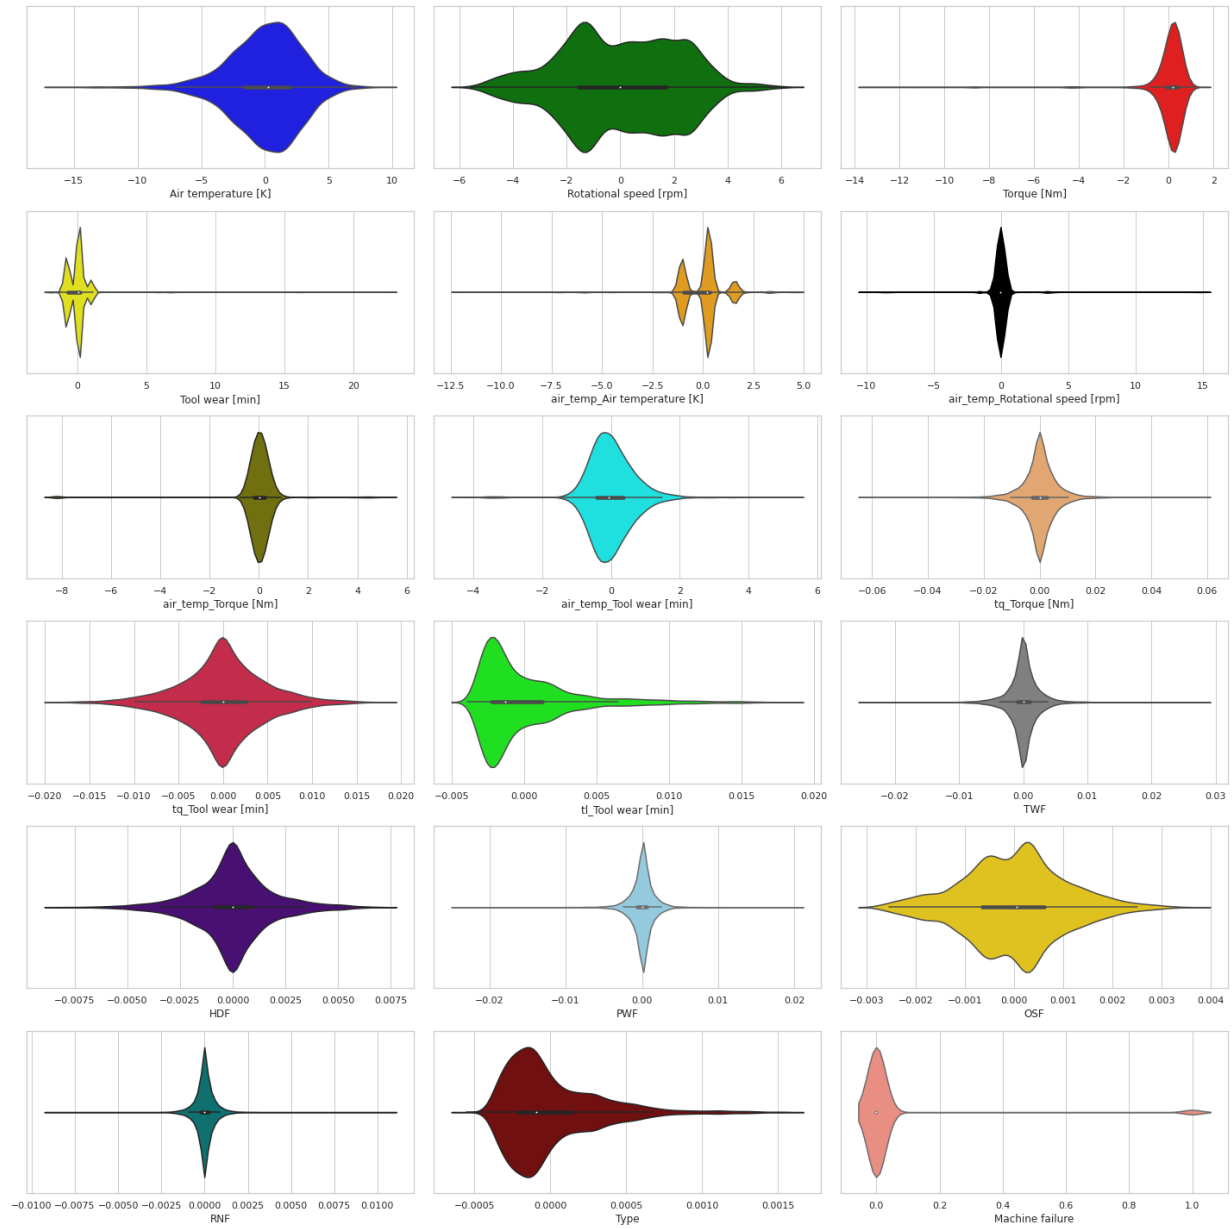 −15 −10 −5 0 5 10
Air temperature [K]
−6 −4 −2 0 2 4 6
Rotational speed [rpm]
−14 −12 −10 −8 −6 −4 −2 0 2
Torque [Nm]
0 5 10 15 20
Tool wear [min]
−12.5 −10.0 −7.5 −5.0 −2.5 0.0 2.5 5.0
air_temp_Air temperature [K]
−10 −5 0 5 10 15
air_temp_Rotational speed [rpm]
−8 −6 −4 −2 0 2 4 6
air_temp_Torque [Nm]
−4 −2 0 2 4 6
air_temp_Tool wear [min]
−0.06 −0.04 −0.02 0.00 0.02 0.04 0.06
tq_Torque [Nm]
−0.020 −0.015 −0.010 −0.005 0.000 0.005 0.010 0.015 0.020
tq_Tool wear [min]
−0.005 0.000 0.005 0.010 0.015 0.020
tl_Tool wear [min]
−0.02 −0.01 0.00 0.01 0.02 0.03
TWF
−0.0075 −0.0050 −0.0025 0.0000 0.0025 0.0050 0.0075
HDF
−0.02 −0.01 0.00 0.01 0.02
PWF
−0.003 −0.002 −0.001 0.000 0.001 0.002 0.003 0.004
OSF
−0.0100 −0.0075 −0.0050 −0.0025 0.0000 0.0025 0.0050 0.0075 0.0100
RNF
−0.0005 0.0000 0.0005 0.0010 0.0015
Type
0.0 0.2 0.4 0.6 0.8 1.0
Machine failure